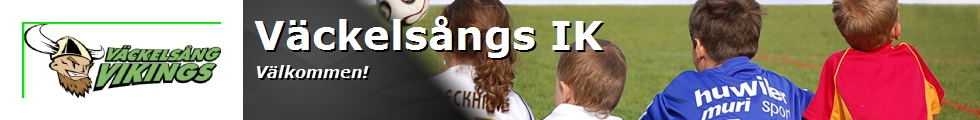 VÄCKELSÅNG
VIKINGS
Väckelsångs IK
Välkommen!
huwiler
muri sport